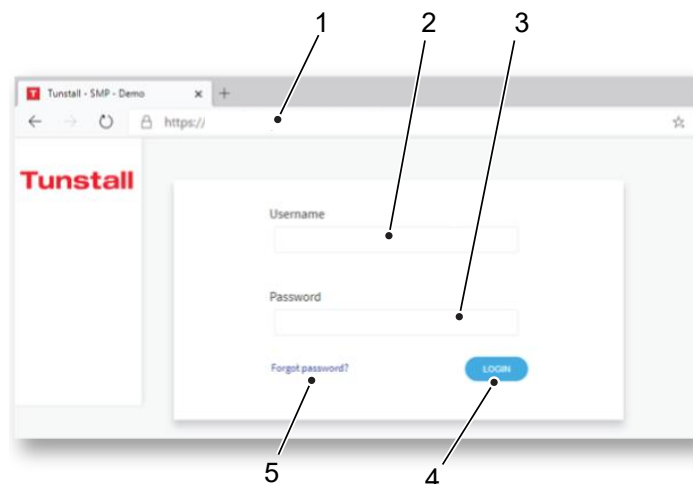 1 2 3
Tunstall - SMP - Demo
https://
Tunstall
Username
Password
Forgot password? LOGIN
5 4